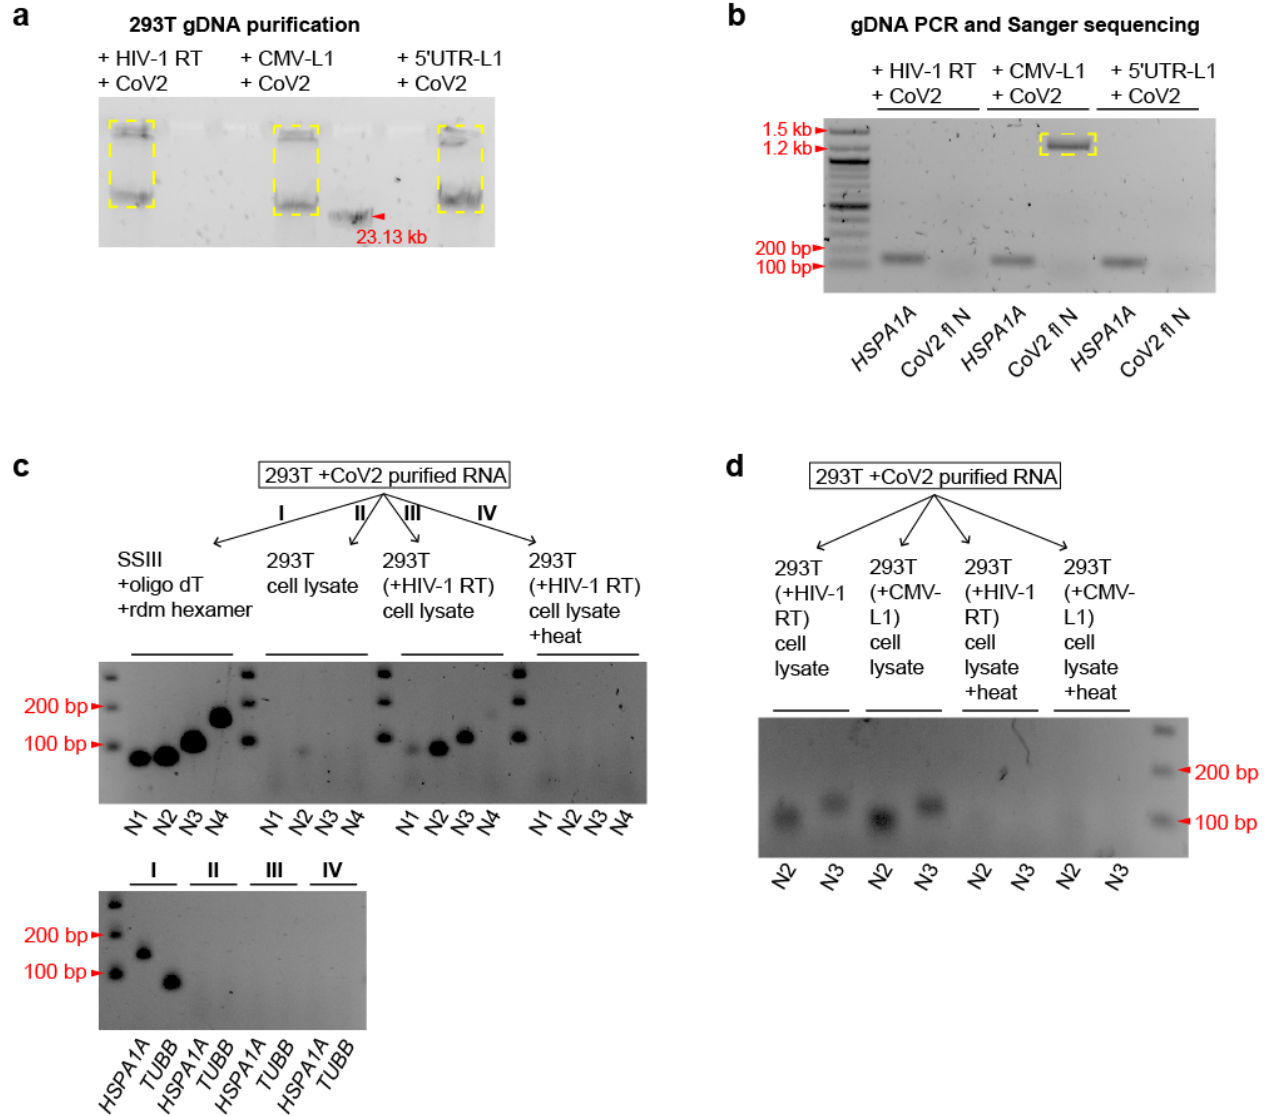 a
293T gDNA purification
+ HIV-1 RT
+ CoV2
+ CMV-L1
+ CoV2
+ 5'UTR-L1
+ CoV2
23.13 kb
b
gDNA PCR and Sanger sequencing
+ HIV-1 RT
+ CoV2
+ CMV-L1
+ CoV2
+ 5'UTR-L1
+ CoV2
1.5 kb
1.2 kb
200 bp
100 bp
HSPA1A
CoV2 fl N
HSPA1A
CoV2 fl N
HSPA1A
CoV2 fl N
c
293T +CoV2 purified RNA
I
II
III
IV
SSIII
+oligo dT
+rdm hexamer
293T
cell lysate
293T
(+HIV-1 RT)
cell lysate
293T
(+HIV-1 RT)
cell lysate
+heat
200 bp
100 bp
N1
N2
N3
N4
N1
N2
N3
N4
N1
N2
N3
N4
N1
N2
N3
N4
I
II
III
IV
200 bp
100 bp
HSPA1A
TUBB
HSPA1A
TUBB
HSPA1A
TUBB
HSPA1A
TUBB
d
293T +CoV2 purified RNA
293T
(+HIV-1
RT)
cell
lysate
293T
(+CMV-
L1)
cell
lysate
293T
(+HIV-1
RT)
cell
lysate
+heat
293T
(+CMV-
L1)
cell
lysate
+heat
200 bp
100 bp
N2
N3
N2
N3
N2
N3
N2
N3